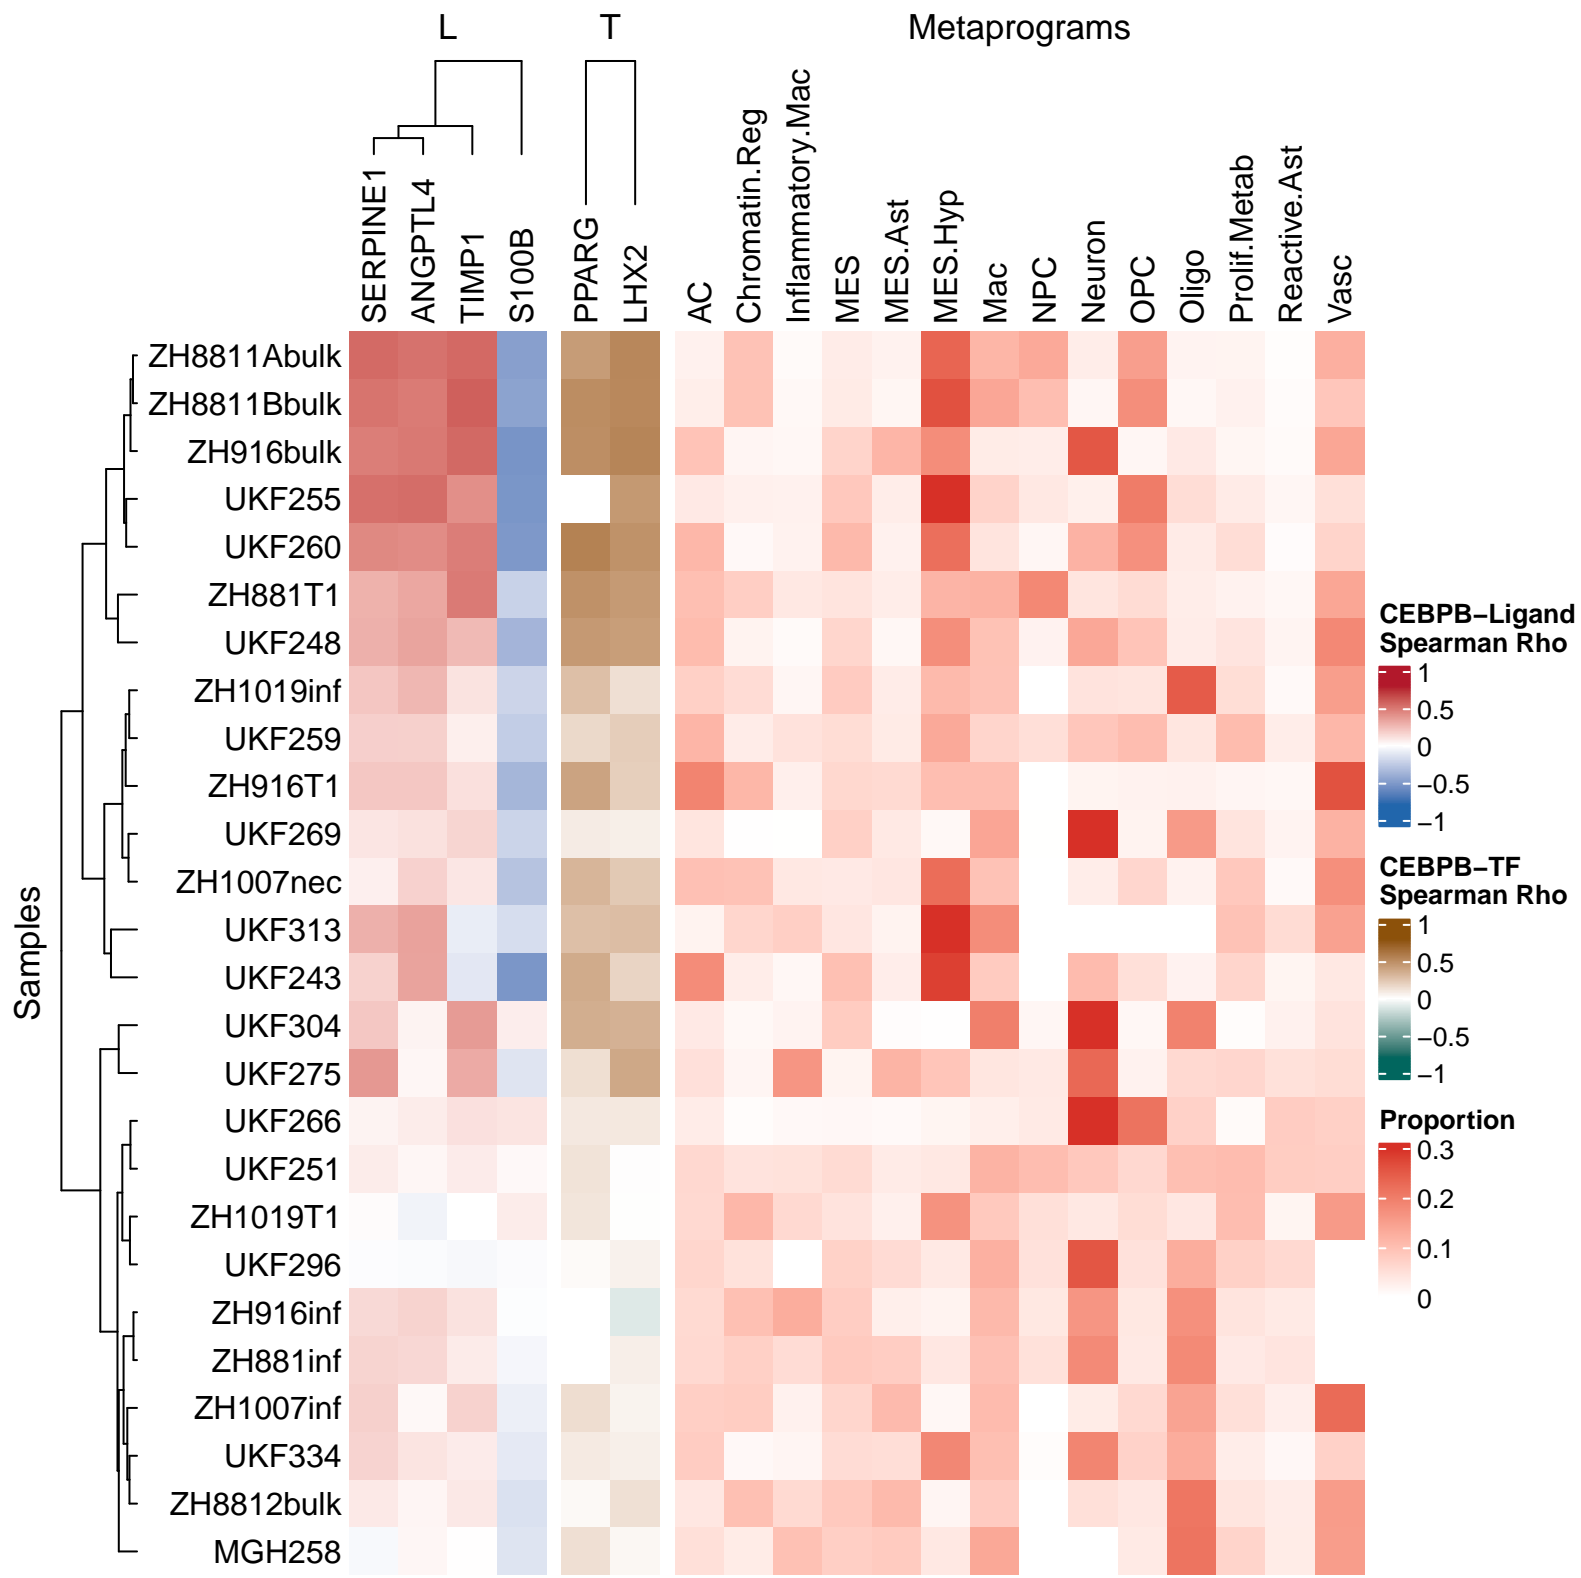 L
T
Metaprograms
SERPINE1
ANGPTL4
TIMP1
S100B
PPARG
LHX2
AC
Chromatin.Reg
Inflammatory.Mac
MES
MES.Ast
MES.Hyp
Mac
NPC
Neuron
OPC
Oligo
Prolif.Metab
Reactive.Ast
Vasc
Samples
ZH8811Abulk
ZH8811Bbulk
ZH916bulk
UKF255
UKF260
ZH881T1
UKF248
ZH1019inf
UKF259
ZH916T1
UKF269
ZH1007nec
UKF313
UKF243
UKF304
UKF275
UKF266
UKF251
ZH1019T1
UKF296
ZH916inf
ZH881inf
ZH1007inf
UKF334
ZH8812bulk
MGH258
CEBPB−Ligand
Spearman Rho
1
0.5
0
−0.5
−1
CEBPB−TF
Spearman Rho
1
0.5
0
−0.5
−1
Proportion
0.3
0.2
0.1
0